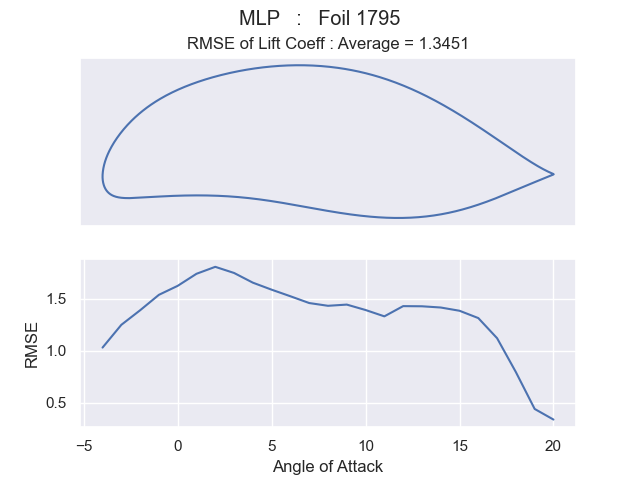 MLP   :   Foil 1795
RMSE of Lift Coeff : Average = 1.3451
RMSE
1.5
1.0
0.5
−5 0 5 10 15 20
Angle of Attack